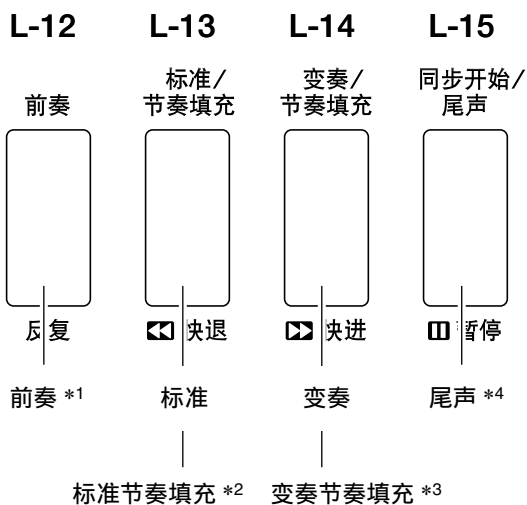 L-12 L-13 L-14 L-15
标准/ 变奏/ 同步开始/
前奏 节奏填充 节奏填充 尾声
反复 快退 快进 暂停
前奏 *1 标准 变奏 尾声 *4
标准节奏填充 *2 变奏节奏填充 *3